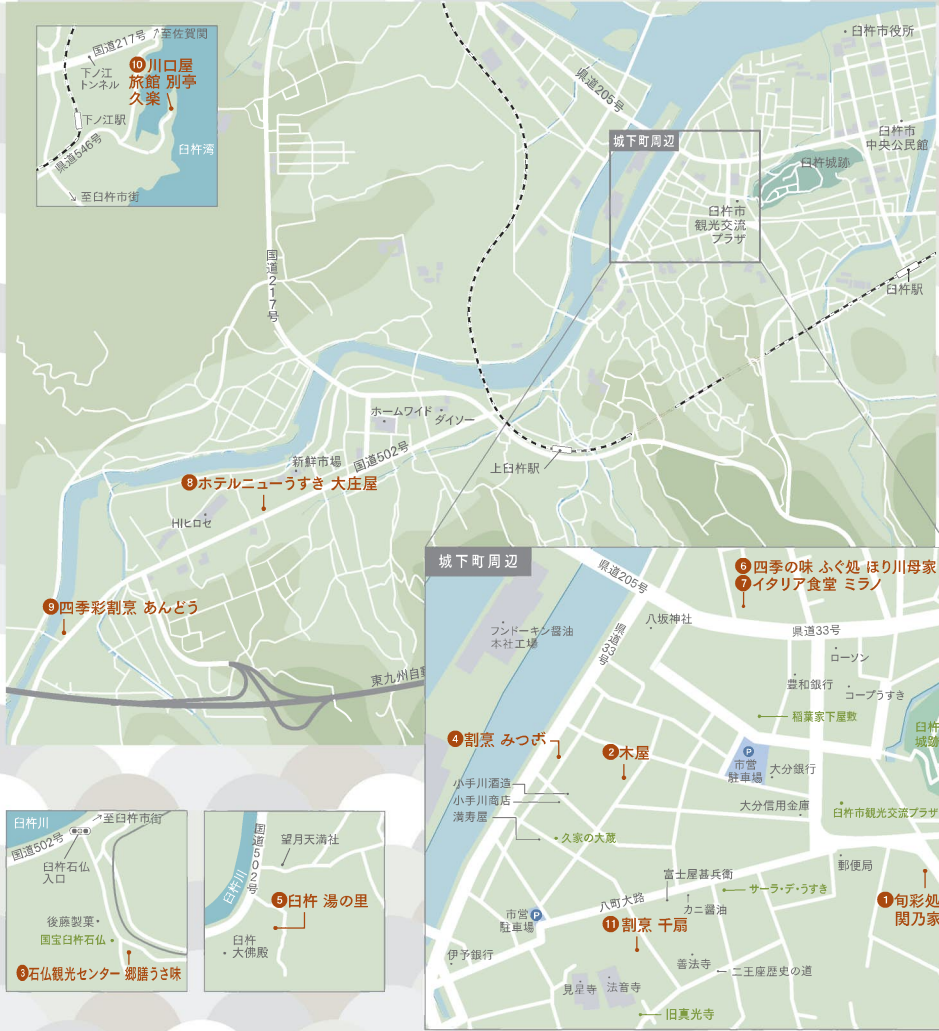 国道217号
↗至佐賀関
⑩川口屋
旅館 別亭
久楽
下ノ江
トンネル
下ノ江駅
県道546号
臼杵湾
↘至臼杵市街
国道217号
県道205号
・臼杵市役所
臼杵市
中央公民館
城下町周辺
臼杵城跡
臼杵市
観光交流
プラザ
臼杵駅
ホームワイド
ダイソー
新鮮市場
国道502号
上臼杵駅
⑧ホテルニューうすき 大庄屋
HIヒロセ
⑨四季彩割烹 あんどう
東九州自動
城下町周辺
県道205号
⑥四季の味 ふぐ処 ほり川母家
⑦イタリア食堂 ミラノ
フンドーキン醤油
本社工場
県道33号
八坂神社
県道33号
ローソン
豊和銀行
コープうすき
稲葉家下屋敷
臼杵
城跡
④割烹 みつご
②木屋
P
市営
駐車場
大分銀行
小手川酒造
小手川商店
満寿屋
大分信用金庫
臼杵市観光交流プラザ
久家の大蔵
郵便局
富士屋甚兵衛
サーラ・デ・うすき
八町大路
カニ醤油
①旬彩処
関乃家
市営
駐車場
P
⑪割烹 千扇
伊予銀行
善法寺
二王座歴史の道
見星寺
法音寺
旧真光寺
臼杵川
↗至臼杵市街
国道502号
臼杵石仏
入口
後藤製菓・
国宝臼杵石仏・
③石仏観光センター 郷膳うさ味
国道502号
望月天満社
臼杵川
⑤臼杵 湯の里
臼杵
・大佛殿